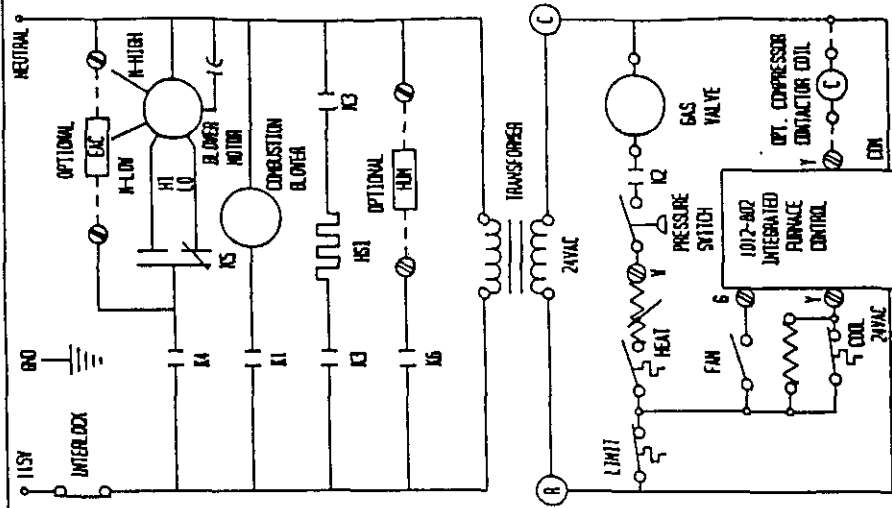 115V
INTERLOCK
GND
NEUTRAL
OPTIONAL
EAC
M-HIGH
M-LOW
HI
LO
BLOWER
MOTOR
C
K4
K5
COMBUSTION
BLOWER
K1
K3
HSI
K3
OPTIONAL
HUM
K6
TRANSFORMER
24VAC
R
C
LIMIT
HEAT
W
PRESSURE
SWITCH
K2
GAS
VALVE
FAN
G
COOL
24VAC
Y
1012-802
INTEGRATED
FURNACE
CONTROL
Y
COM
OPT. COMPRESSOR
CONTACTOR COIL
C